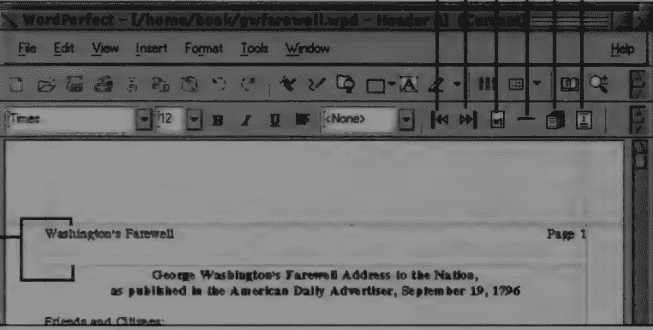 WordPerfect – [/home/book/gwfarewell.wpd – Header A] (Current)
File Edit View Insert Format Tools Window Help
Times 12 B I U <None>
Washington's Farewell Page 1
George Washington's Farewell Address to the Nation,
as published in the American Daily Advertiser, September 19, 1796
Friends and Citizens: